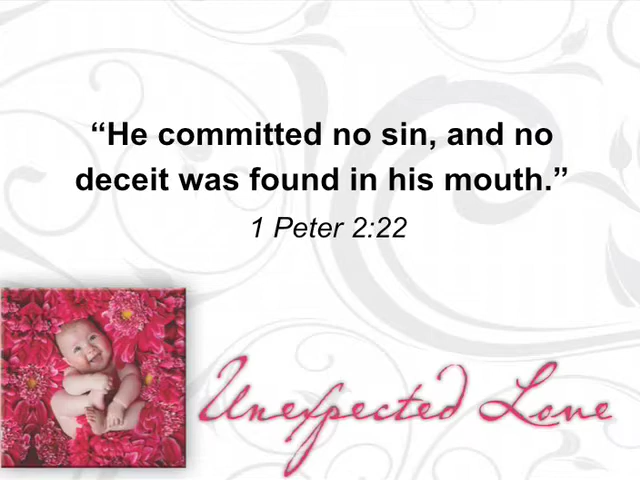 “He committed no sin, and no
deceit was found in his mouth.”
1 Peter 2:22
Unexpected Love